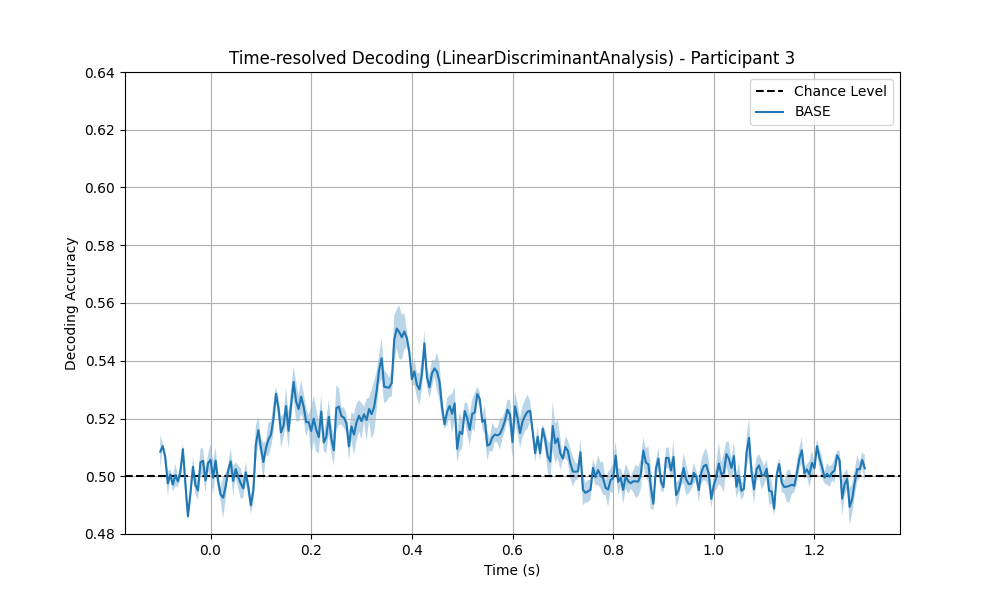 Time-resolved Decoding (LinearDiscriminantAnalysis) - Participant 3
Chance Level
BASE
Decoding Accuracy
0.64
0.62
0.60
0.58
0.56
0.54
0.52
0.50
0.48
0.0 0.2 0.4 0.6 0.8 1.0 1.2
Time (s)